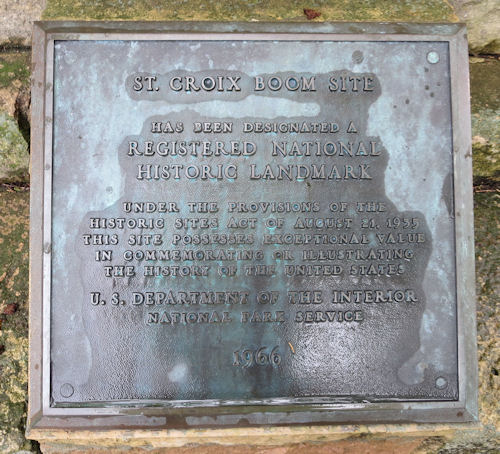 ST. CROIX BOOM SITE
HAS BEEN DESIGNATED A
REGISTERED NATIONAL
HISTORIC LANDMARK
UNDER THE PROVISIONS OF THE
HISTORIC SITES ACT OF AUGUST 21, 1935
THIS SITE POSSESSES EXCEPTIONAL VALUE
IN COMMEMORATING OR ILLUSTRATING
THE HISTORY OF THE UNITED STATES
U. S. DEPARTMENT OF THE INTERIOR
NATIONAL PARK SERVICE
1966